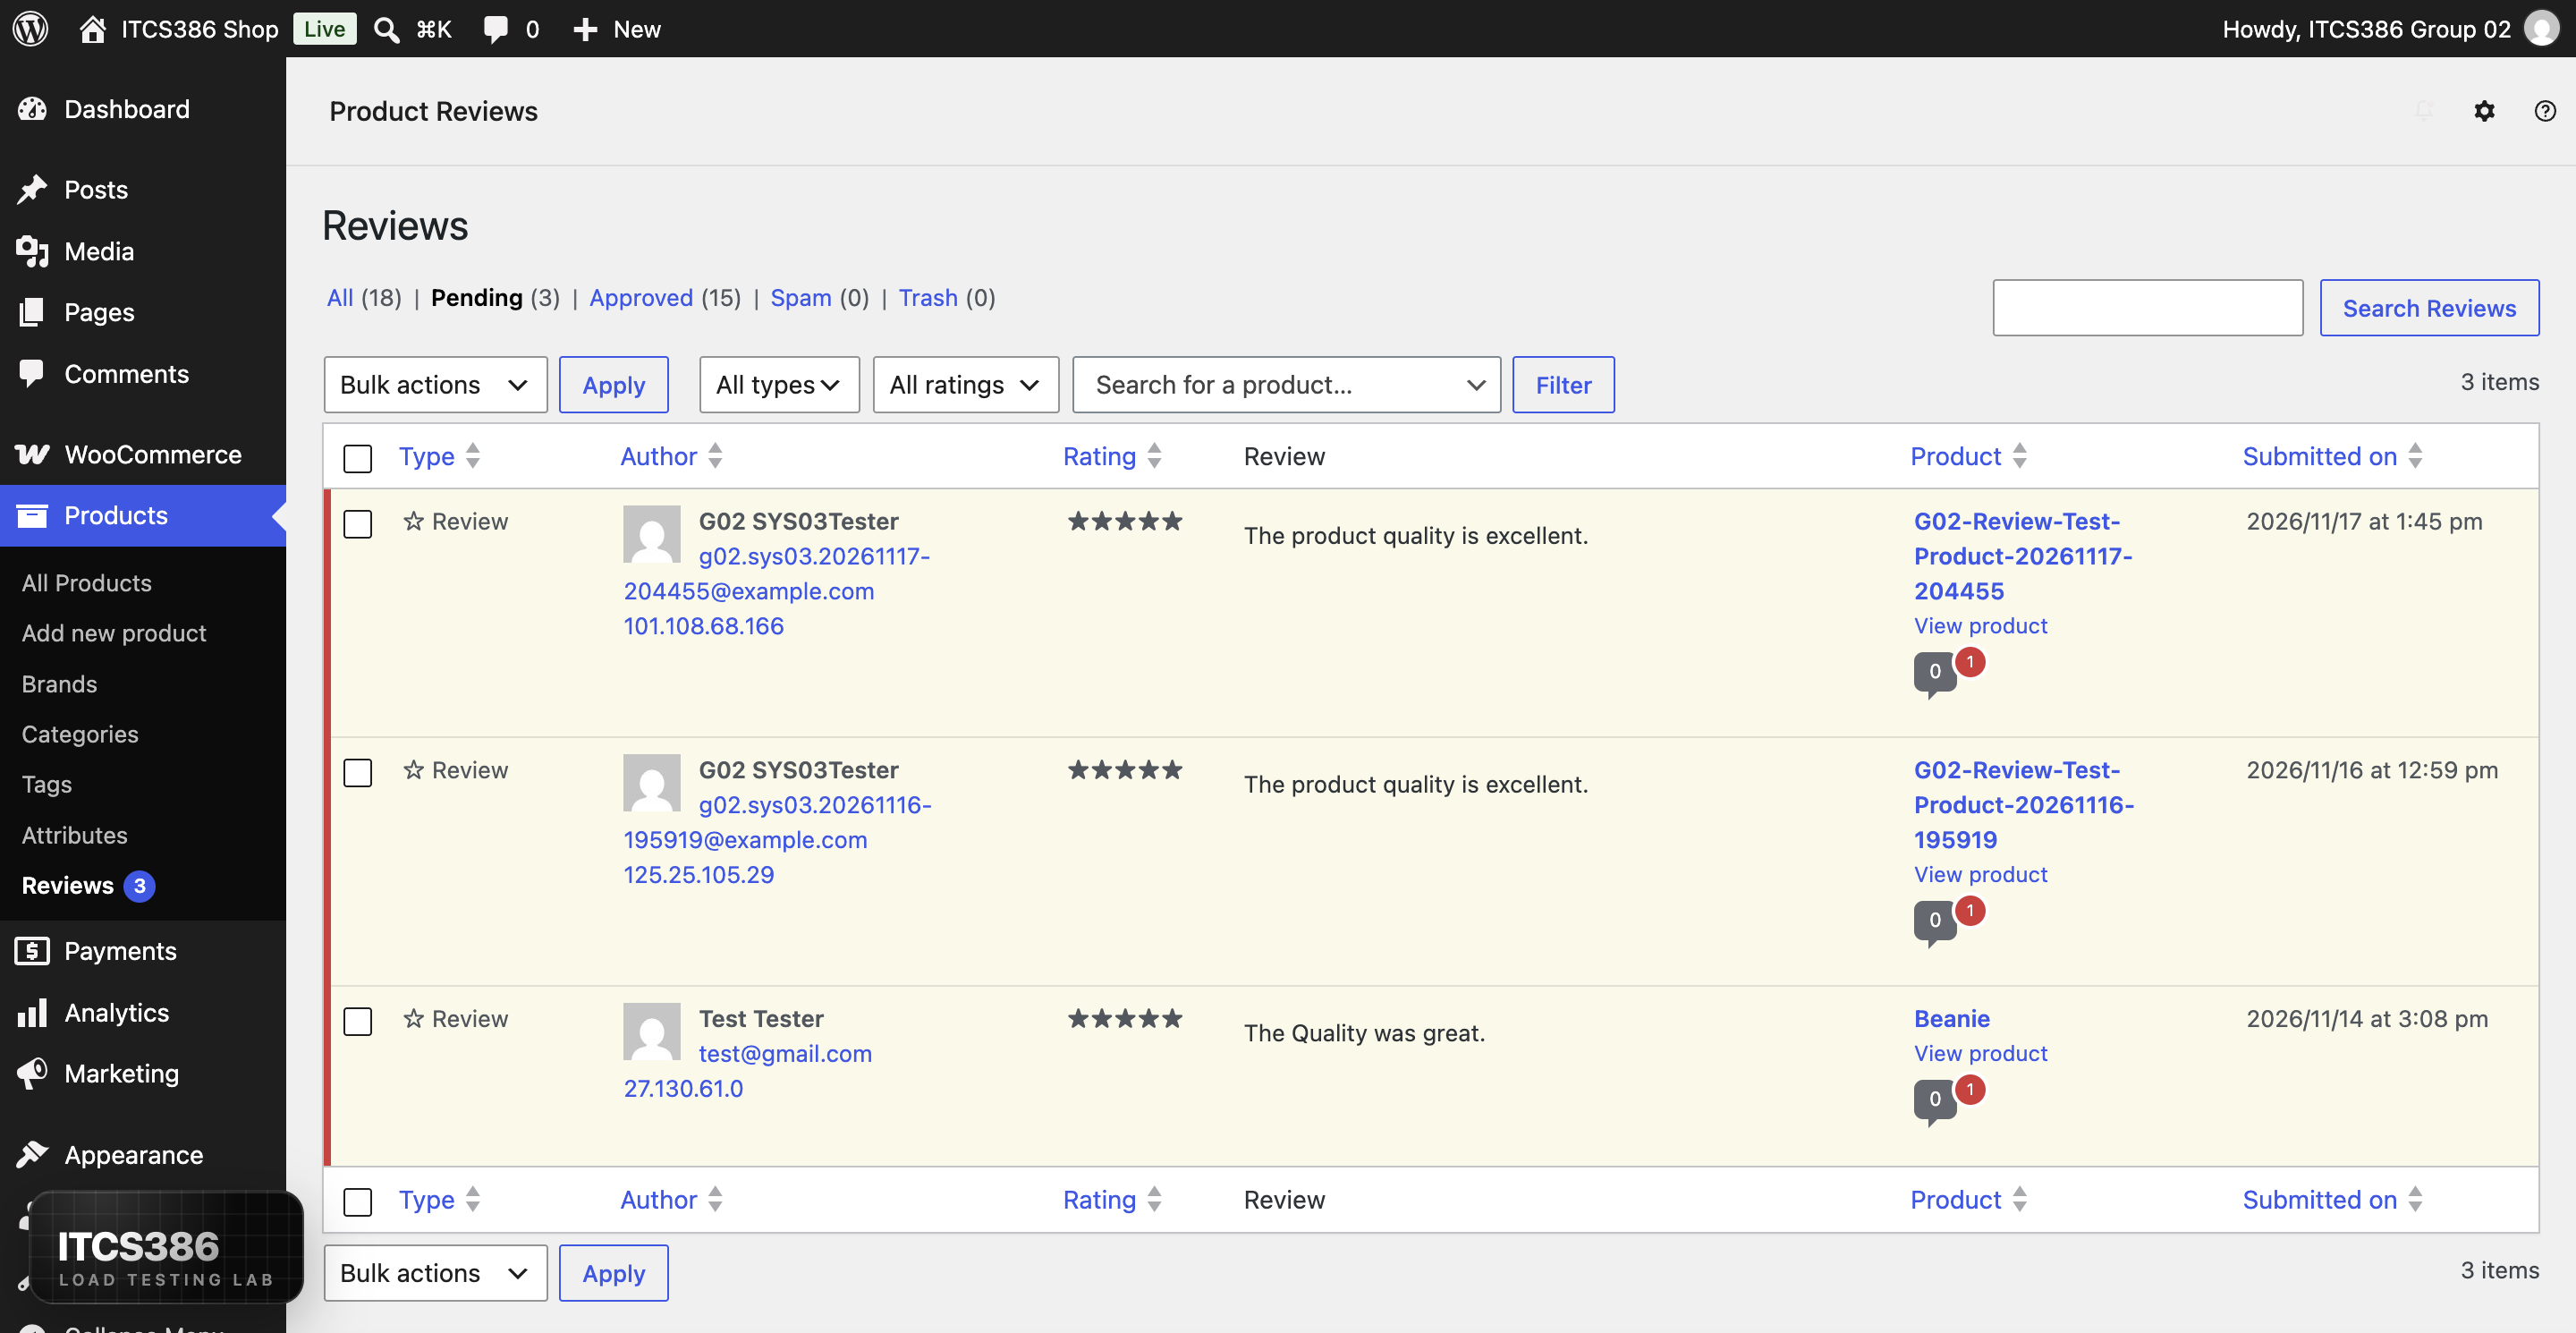 ITCS386 Shop Live ⌘K 0 New
Howdy, ITCS386 Group 02
Dashboard
Posts
Media
Pages
Comments
WooCommerce
Products
All Products
Add new product
Brands
Categories
Tags
Attributes
Reviews 3
Payments
Analytics
Marketing
Appearance
ITCS386
LOAD TESTING LAB
Product Reviews
Reviews
All (18) | Pending (3) | Approved (15) | Spam (0) | Trash (0)
Search Reviews
Bulk actions Apply All types All ratings Search for a product... Filter
3 items
Type Author Rating Review Product Submitted on
Review
G02 SYS03Tester
g02.sys03.20261117-
204455@example.com
101.108.68.166
The product quality is excellent.
G02-Review-Test-
Product-20261117-
204455
View product
0 1
2026/11/17 at 1:45 pm
Review
G02 SYS03Tester
g02.sys03.20261116-
195919@example.com
125.25.105.29
The product quality is excellent.
G02-Review-Test-
Product-20261116-
195919
View product
0 1
2026/11/16 at 12:59 pm
Review
Test Tester
test@gmail.com
27.130.61.0
The Quality was great.
Beanie
View product
0 1
2026/11/14 at 3:08 pm
Type Author Rating Review Product Submitted on
Bulk actions Apply
3 items